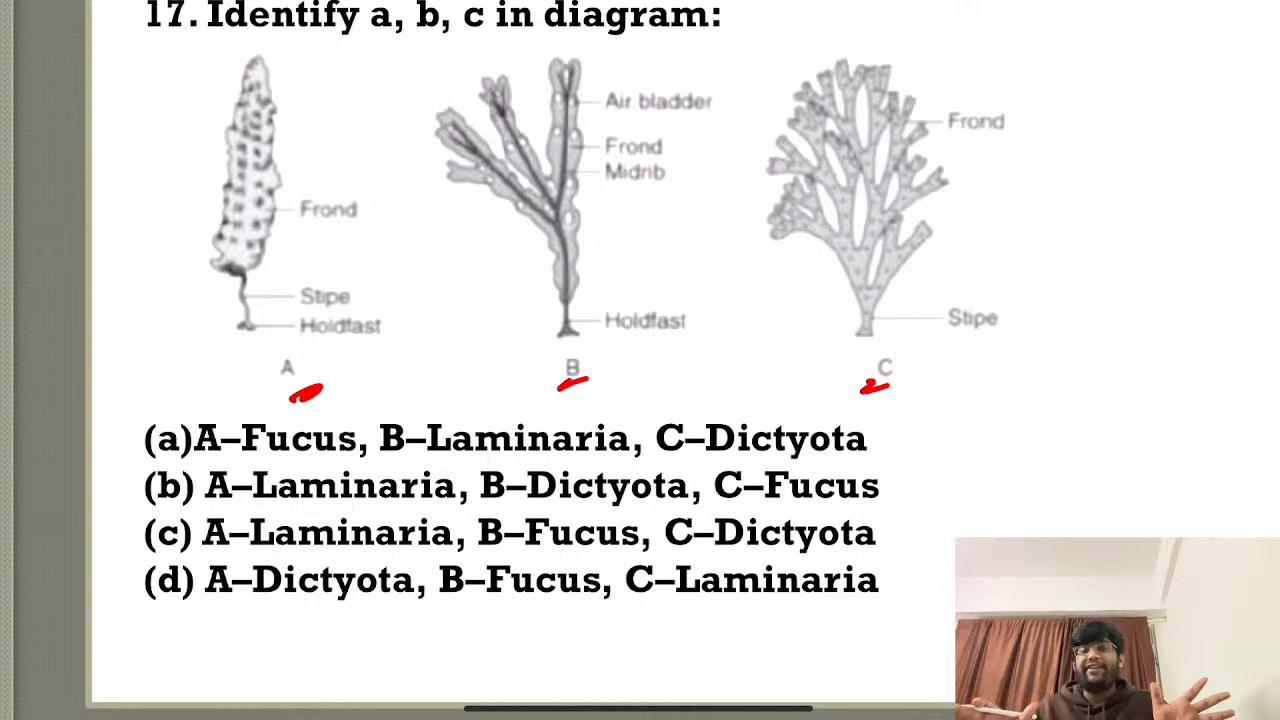 17. Identify a, b, c in diagram:
Air bladder
Frond
Frond
Midrib
Frond
Stipe
Holdfast
Holdfast
Stipe
A
B
C
(a)A–Fucus, B–Laminaria, C–Dictyota
(b) A–Laminaria, B–Dictyota, C–Fucus
(c) A–Laminaria, B–Fucus, C–Dictyota
(d) A–Dictyota, B–Fucus, C–Laminaria